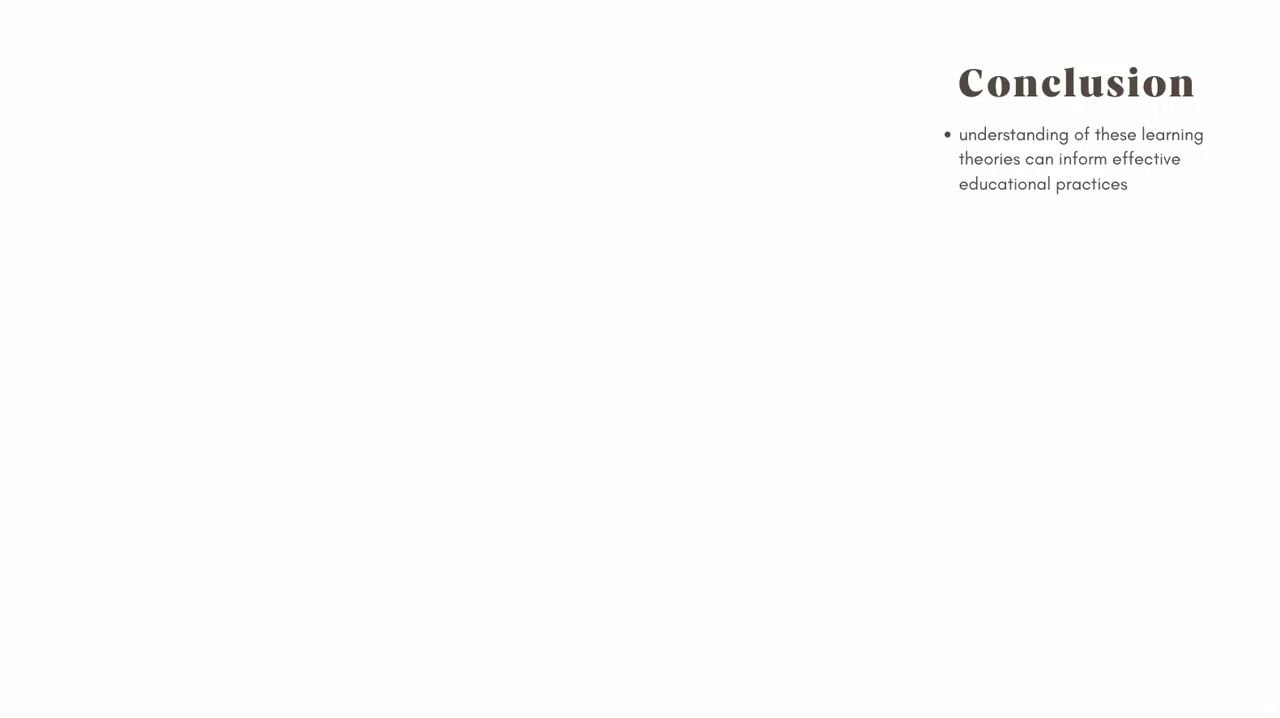 Conclusion
• understanding of these learning
theories can inform effective
educational practices